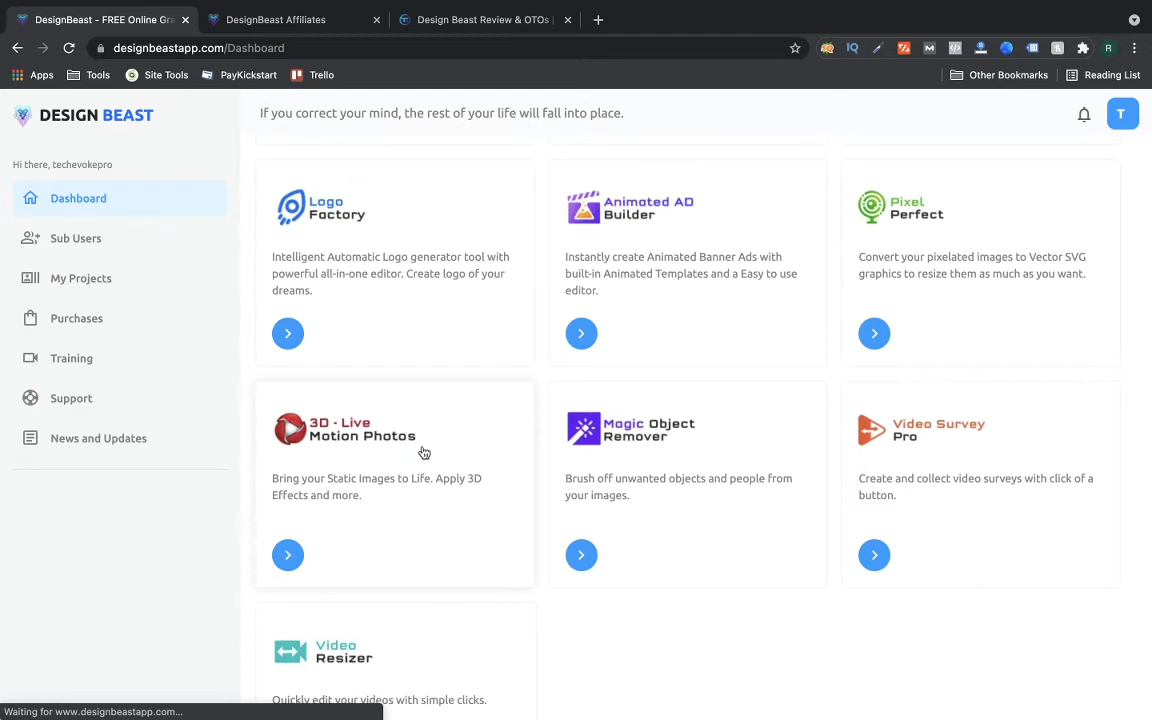 DesignBeast - FREE Online Gra
DesignBeast Affiliates
Design Beast Review & OTOs |
designbeastapp.com/Dashboard
IQ
M
R
Apps
Tools
Site Tools
PayKickstart
Trello
Other Bookmarks
Reading List
DESIGN BEAST
If you correct your mind, the rest of your life will fall into place.
T
Hi there, techevokepro
Dashboard
Sub Users
My Projects
Purchases
Training
Support
News and Updates
Logo
Factory
Intelligent Automatic Logo generator tool with
powerful all-in-one editor. Create logo of your
dreams.
Animated AD
Builder
Instantly create Animated Banner Ads with
built-in Animated Templates and a Easy to use
editor.
Pixel
Perfect
Convert your pixelated images to Vector SVG
graphics to resize them as much as you want.
3D - Live
Motion Photos
Bring your Static Images to Life. Apply 3D
Effects and more.
Magic Object
Remover
Brush off unwanted objects and people from
your images.
Video Survey
Pro
Create and collect video surveys with click of a
button.
Video
Resizer
Quickly edit your videos with simple clicks.
Waiting for www.designbeastapp.com...